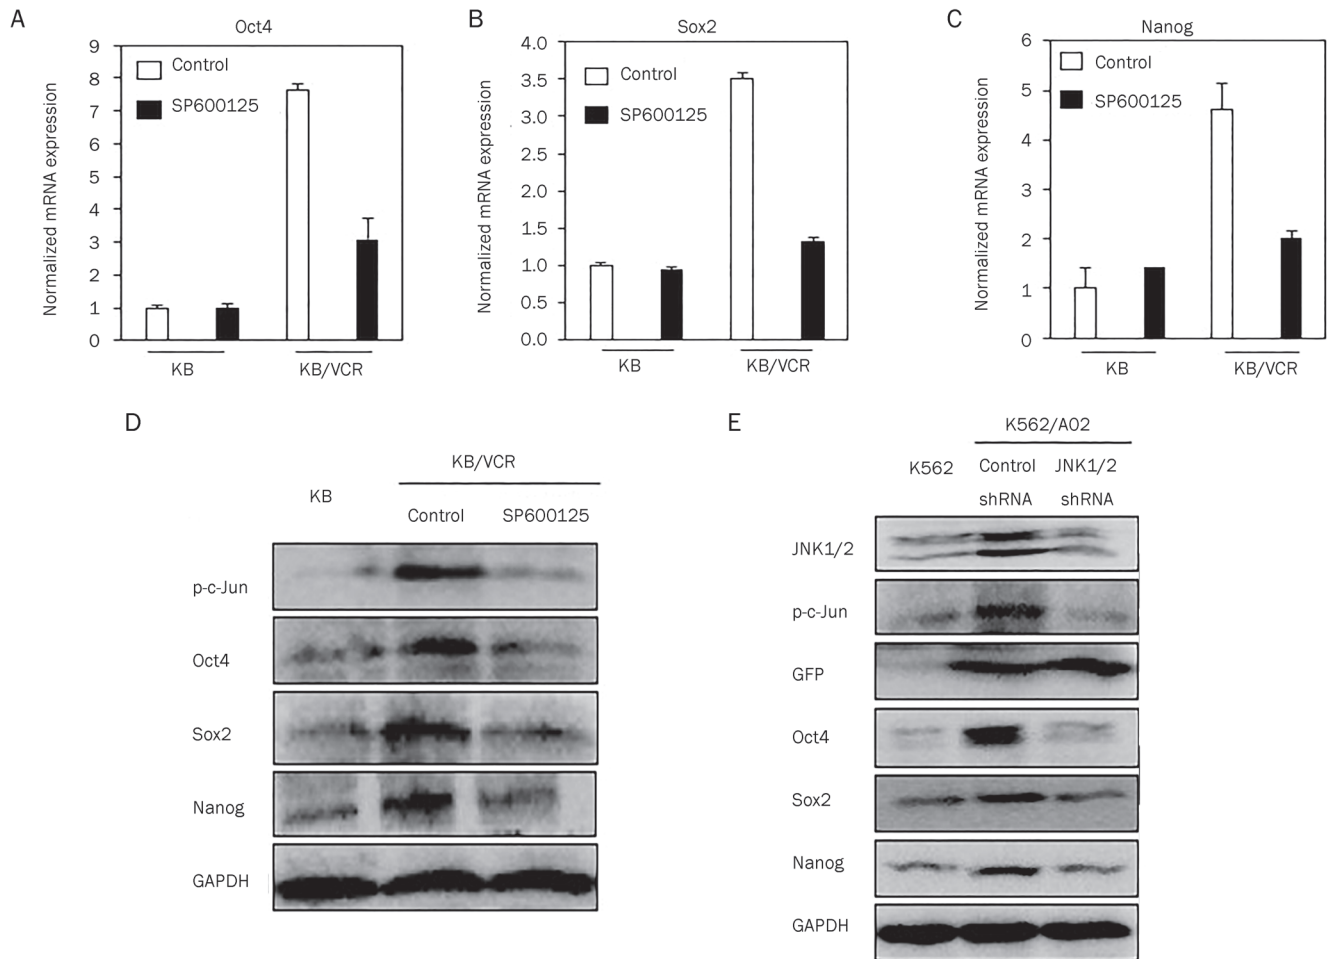 A
Oct4
Normalized mRNA expression
9
8
7
6
5
4
3
2
1
0
Control
SP600125
KB
KB/VCR
B
Sox2
Normalized mRNA expression
4.0
3.5
3.0
2.5
2.0
1.5
1.0
0.5
0.0
Control
SP600125
KB
KB/VCR
C
Nanog
Normalized mRNA expression
6
5
4
3
2
1
0
Control
SP600125
KB
KB/VCR
D
KB/VCR
KB
Control
SP600125
p-c-Jun
Oct4
Sox2
Nanog
GAPDH
E
K562/A02
K562
Control
shRNA
JNK1/2
shRNA
JNK1/2
p-c-Jun
GFP
Oct4
Sox2
Nanog
GAPDH